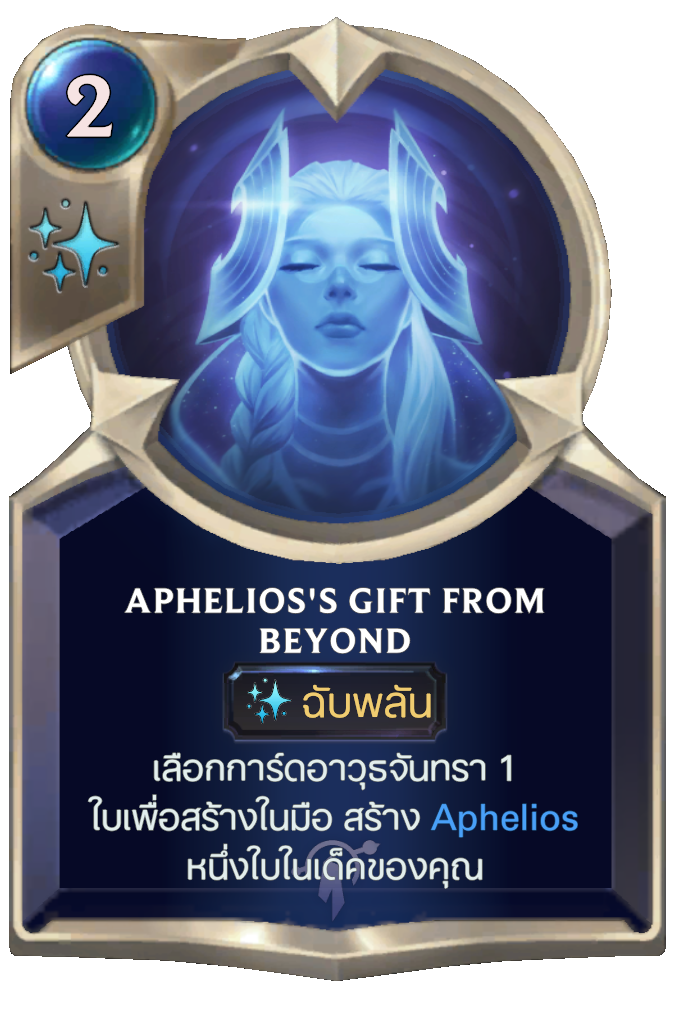 2
APHELIOS'S GIFT FROM
BEYOND
ฉับพลัน
เลือกการ์ดอาวุธจันทรา 1
ใบเพื่อสร้างในมือ สร้าง Aphelios
หนึ่งใบในเด็คของคุณ